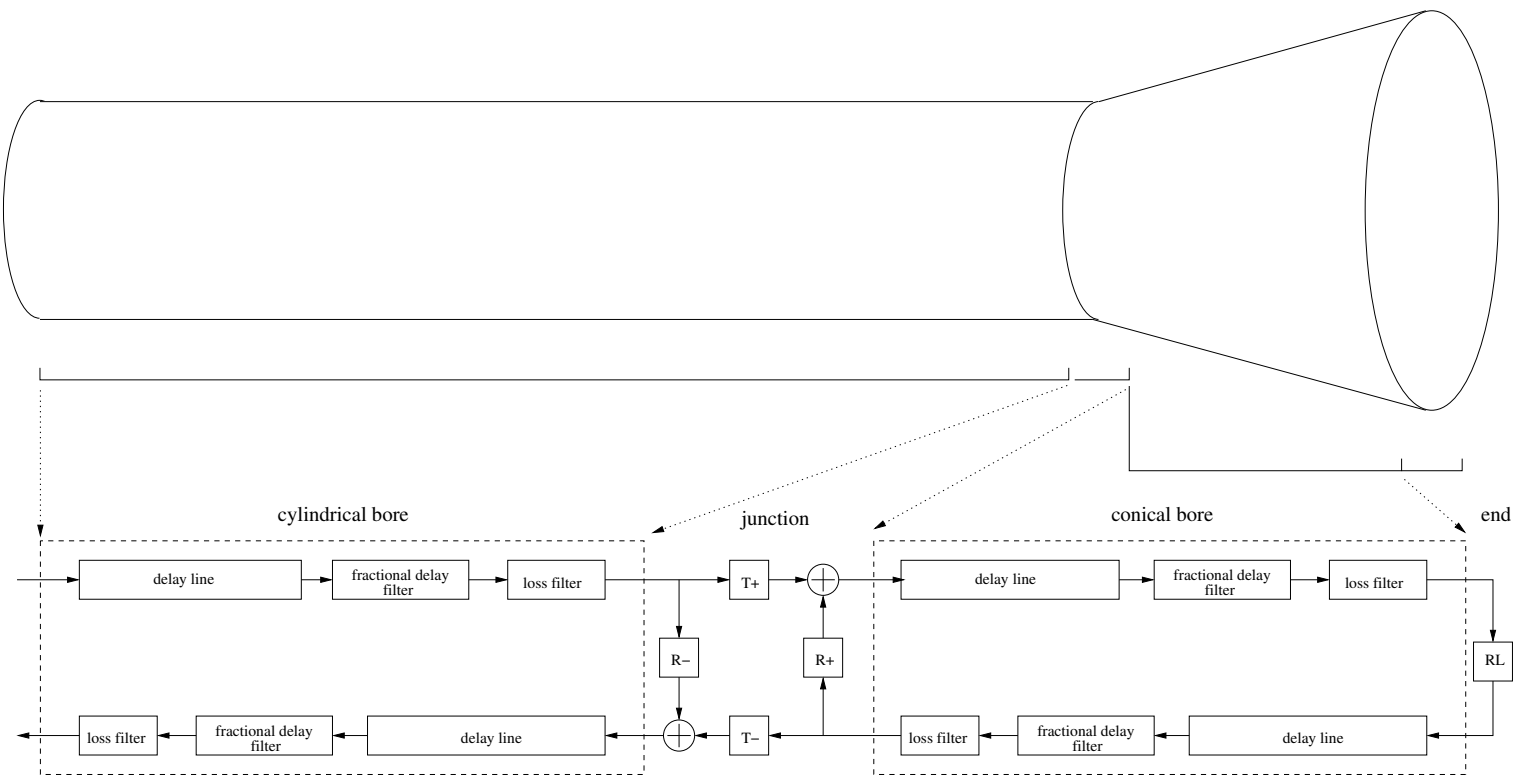 cylindrical bore
junction
conical bore
end
delay line
fractional delay
filter
loss filter
T+
delay line
fractional delay
filter
loss filter
R−
R+
RL
loss filter
fractional delay
filter
delay line
T−
loss filter
fractional delay
filter
delay line